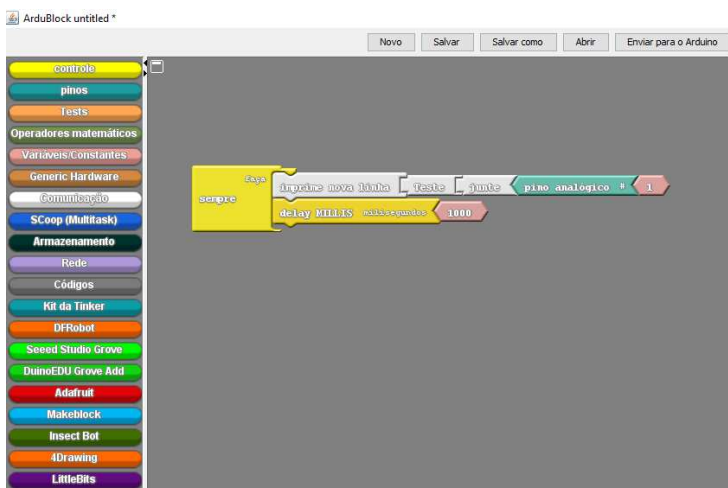 ArduBlock untitled *
Novo Salvar Salvar como Abrir Enviar para o Arduino
controle
pinos
Tests
Operadores matemáticos
Variáveis/Constantes
Generic Hardware
Comunicação
SCoop (Multitask)
Armazenamento
Rede
Códigos
Kit da Tinker
DFRobot
Seeed Studio Grove
DuinoEDU Grove Add
Adafruit
Makeblock
Insect Bot
4Drawing
LittleBits
sempre
faça
imprime nova linha Teste junte pino analógico # 1
delay MILLIS milisegundos 1000